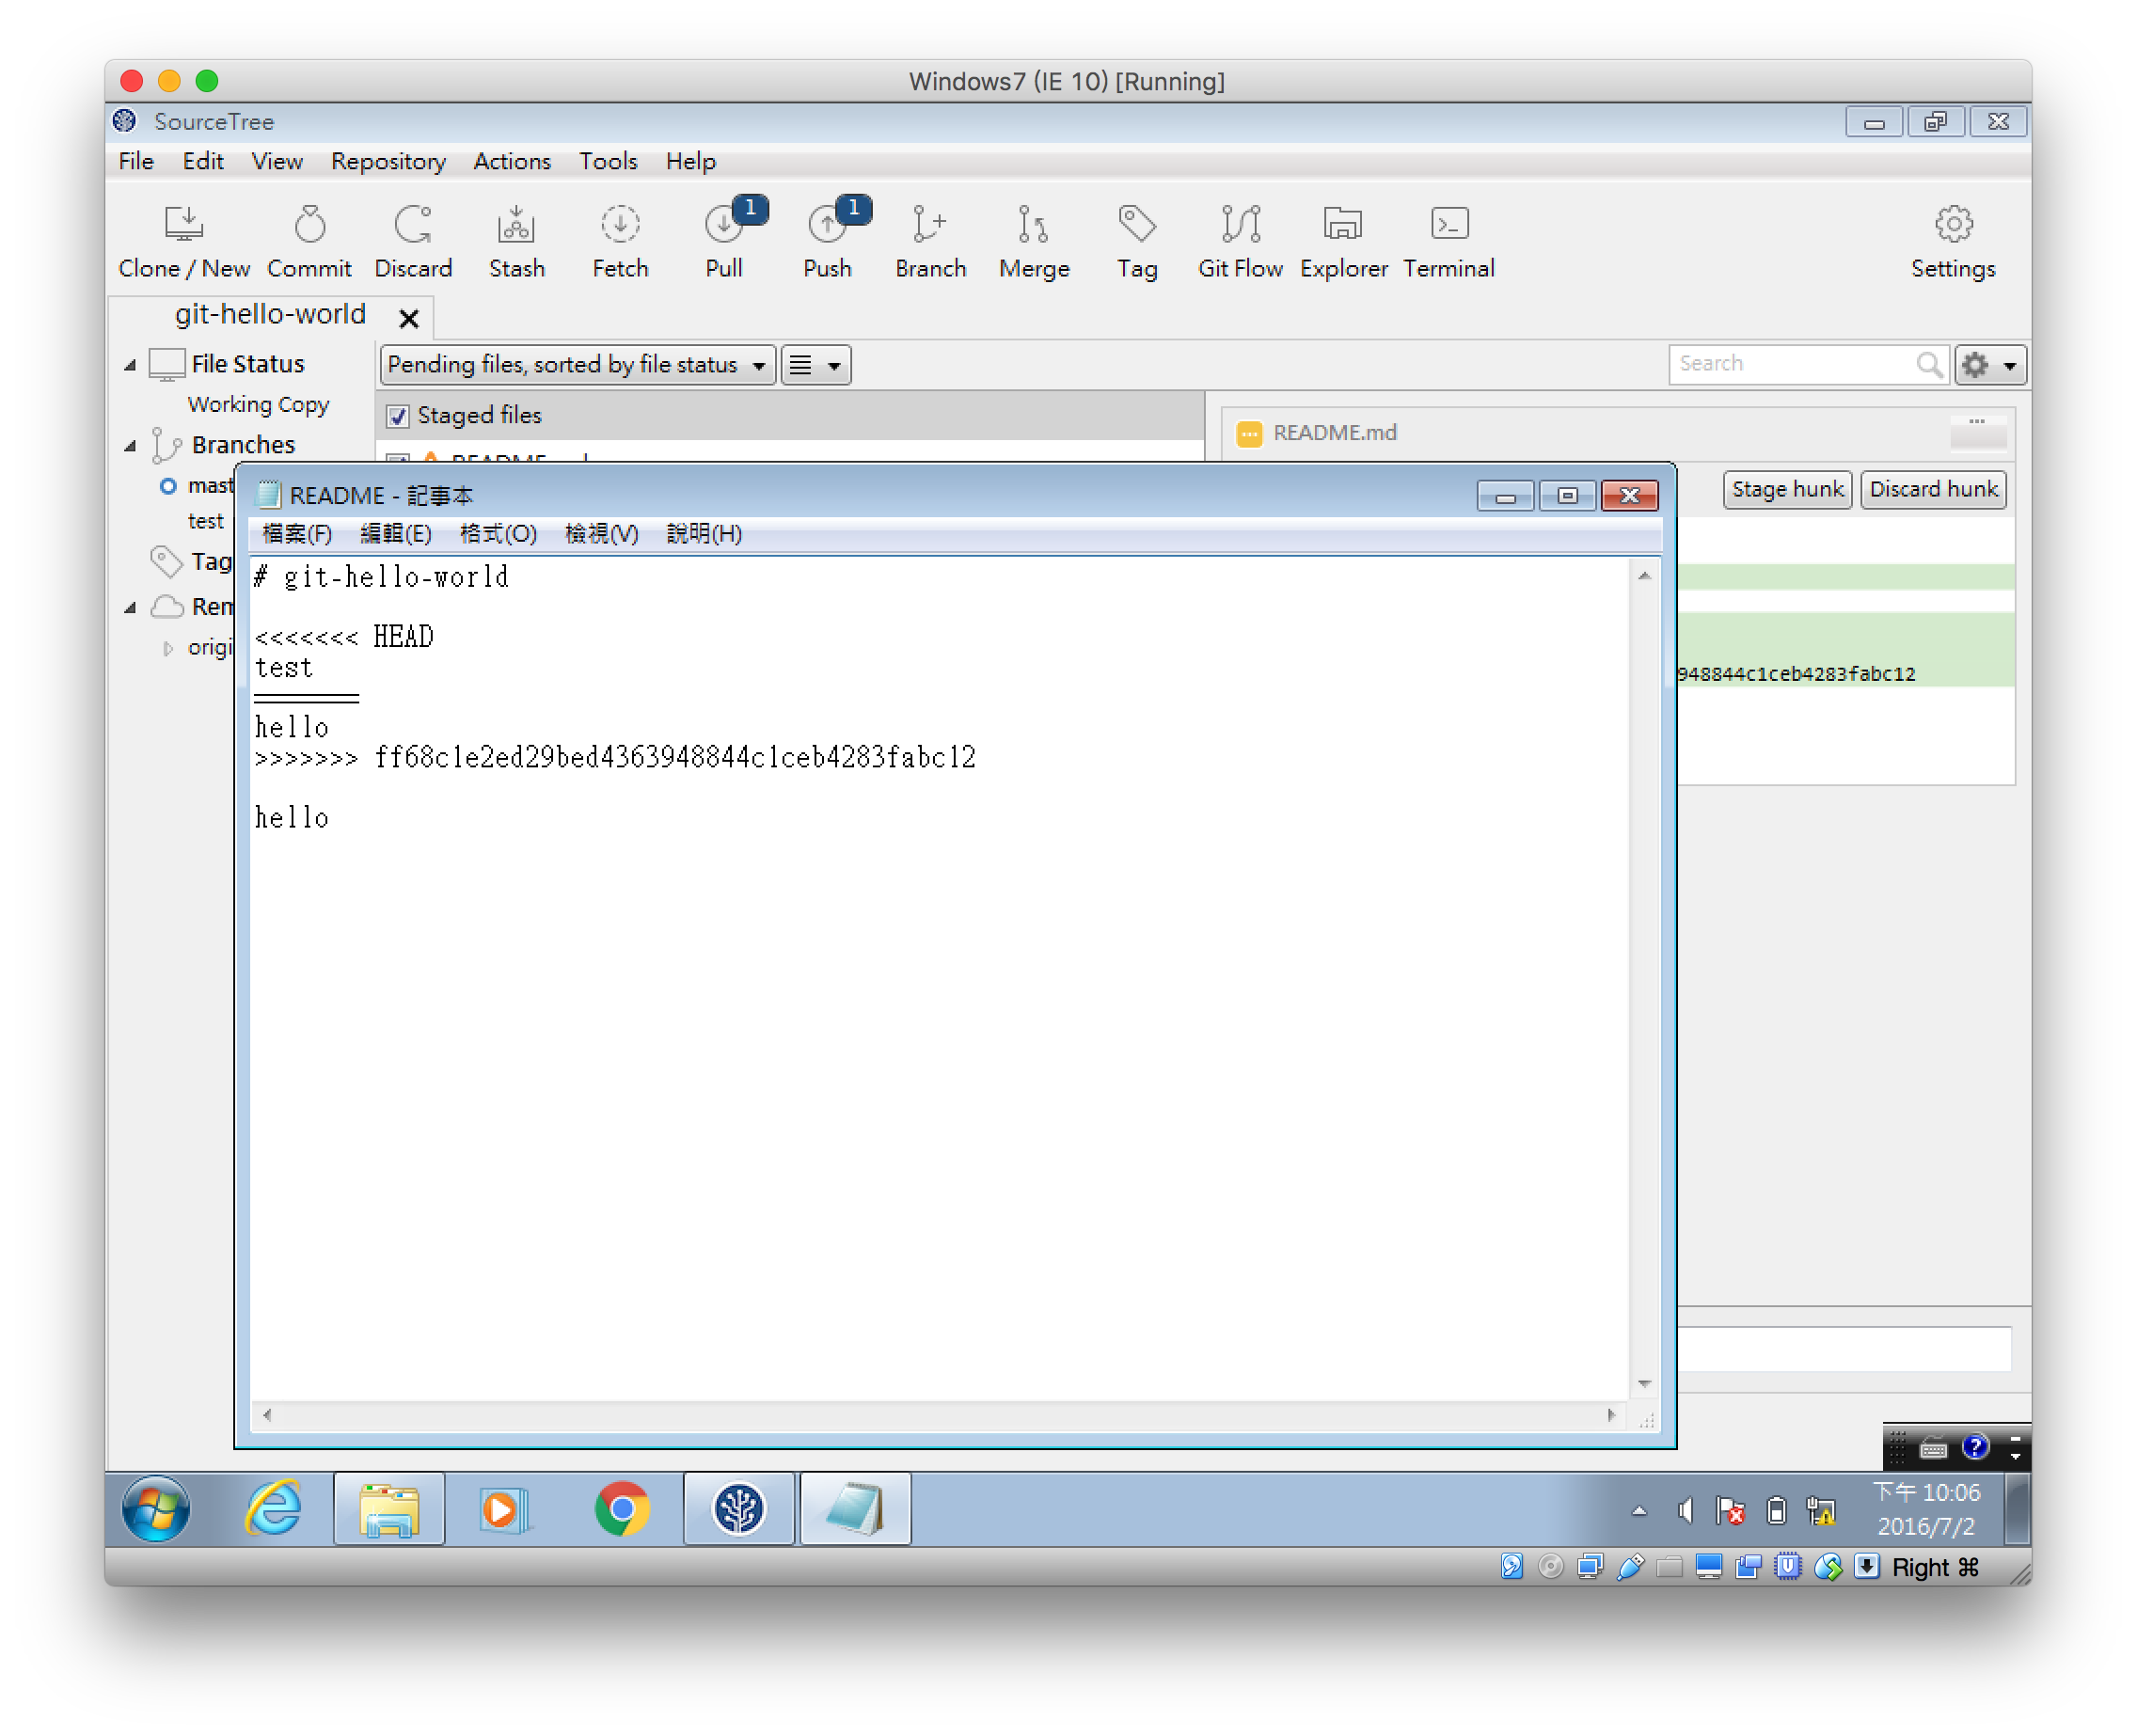 Windows7 (IE 10) [Running]
SourceTree
File Edit View Repository Actions Tools Help
1 1
Clone / New Commit Discard Stash Fetch Pull Push Branch Merge Tag Git Flow Explorer Terminal Settings
git-hello-world
File Status
Working Copy
Branches
mast
test
Tag
Rem
origi
Pending files, sorted by file status
Search
Staged files
README.md
Stage hunk Discard hunk
948844c1ceb4283fabc12
README - 記事本
檔案(F) 編輯(E) 格式(O) 檢視(V) 說明(H)
# git-hello-world
<<<<<<< HEAD
test
=======
hello
>>>>>>> ff68c1e2ed29bed4363948844c1ceb4283fabc12
hello
下午 10:06
2016/7/2
Right ⌘